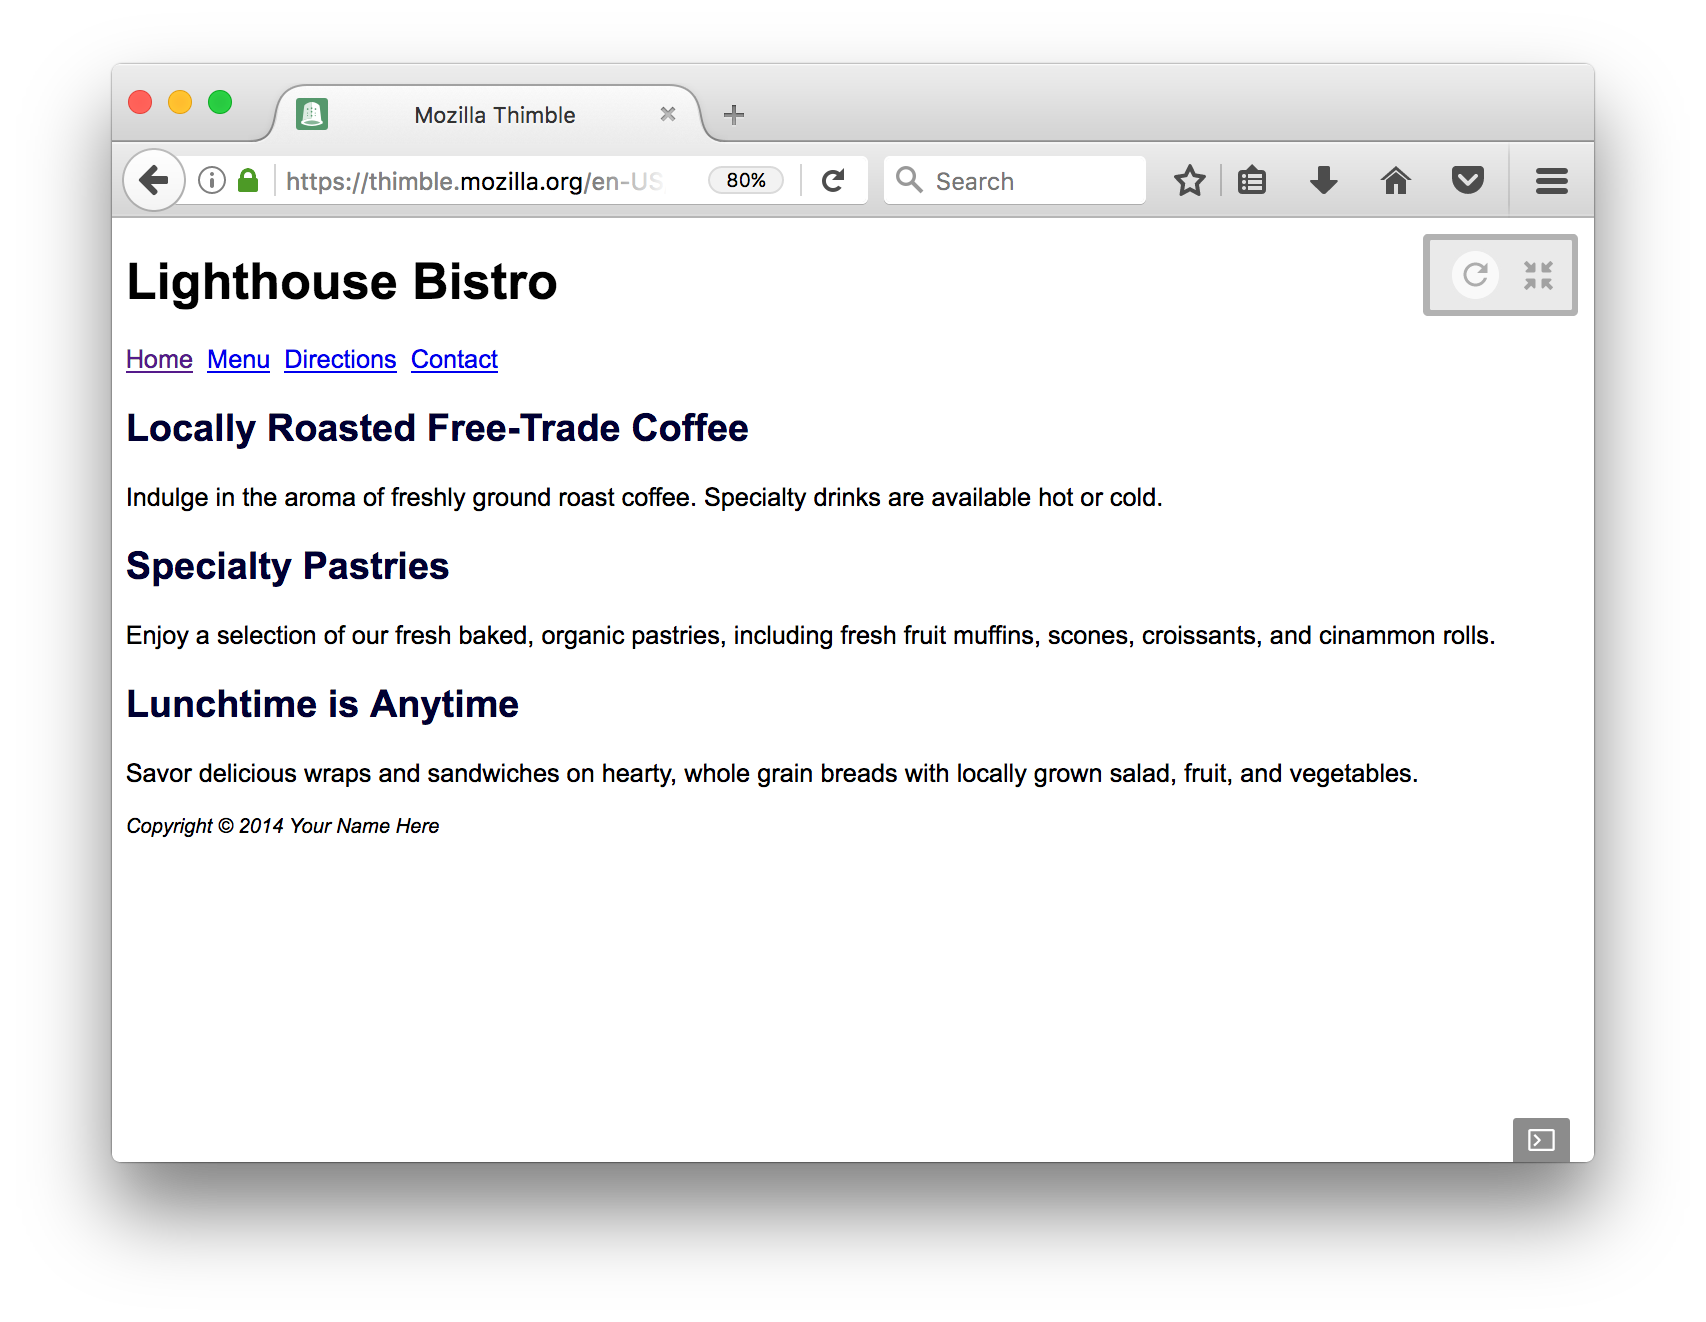 Mozilla Thimble
https://thimble.mozilla.org/en-US
80%
Search
Lighthouse Bistro
Home Menu Directions Contact
Locally Roasted Free-Trade Coffee
Indulge in the aroma of freshly ground roast coffee. Specialty drinks are available hot or cold.
Specialty Pastries
Enjoy a selection of our fresh baked, organic pastries, including fresh fruit muffins, scones, croissants, and cinammon rolls.
Lunchtime is Anytime
Savor delicious wraps and sandwiches on hearty, whole grain breads with locally grown salad, fruit, and vegetables.
Copyright © 2014 Your Name Here